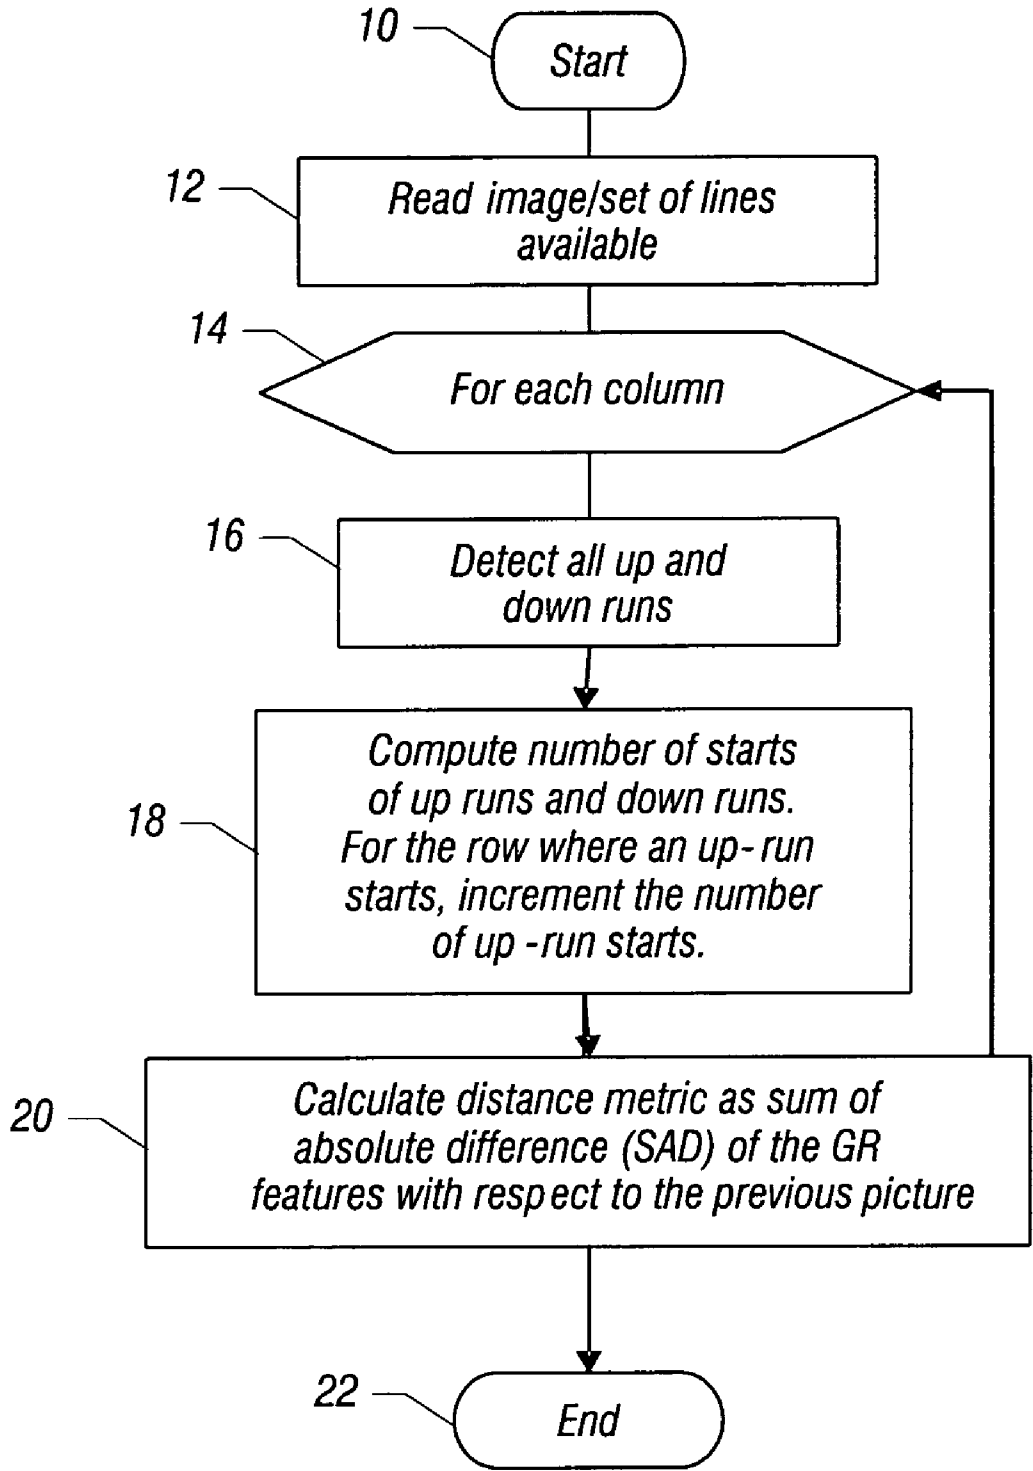 10
Start
12
Read image/set of lines
available
14
For each column
16
Detect all up and
down runs
18
Compute number of starts
of up runs and down runs.
For the row where an up-run
starts, increment the number
of up -run starts.
20
Calculate distance metric as sum of
absolute difference (SAD) of the GR
features with respect to the previous picture
22
End